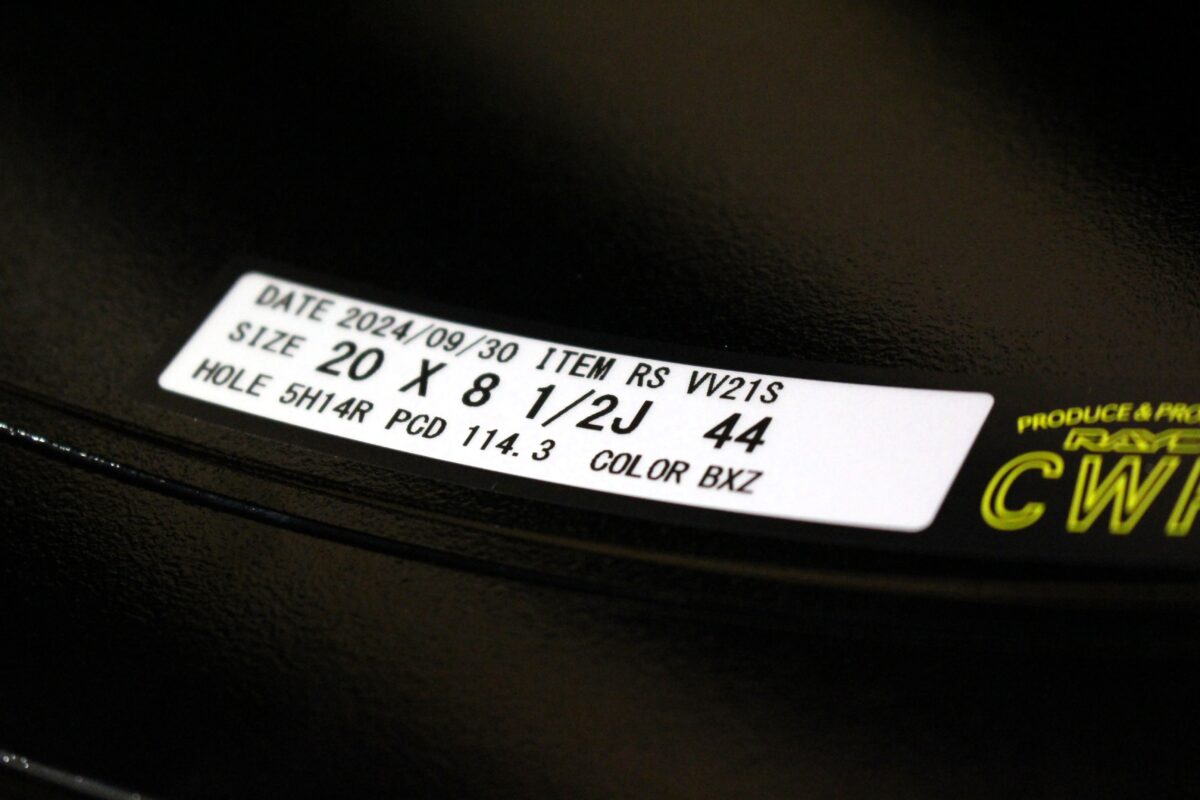 DATE 2024/09/30 ITEM RS VV21S
SIZE 20 X 8 1/2J 44
HOLE 5H14R PCD 114.3 COLOR BXZ
PRODUCE &